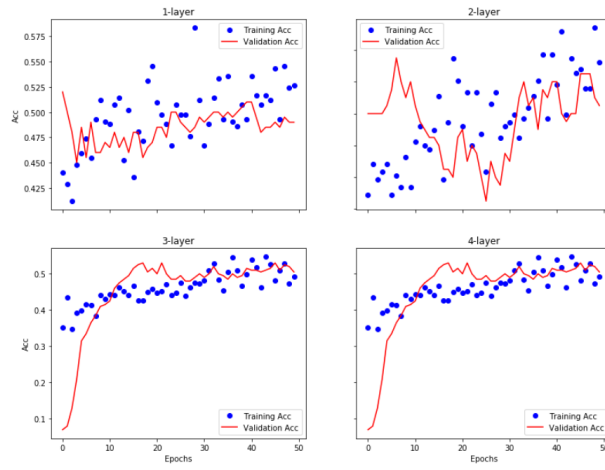 1-layer
2-layer
0.575
0.550
0.525
0.500
0.475
0.450
0.425
Acc
Training Acc
Validation Acc
Training Acc
Validation Acc
3-layer
4-layer
0.5
0.4
0.3
0.2
0.1
Acc
Training Acc
Validation Acc
Training Acc
Validation Acc
0 10 20 30 40 50
0 10 20 30 40 50
Epochs
Epochs